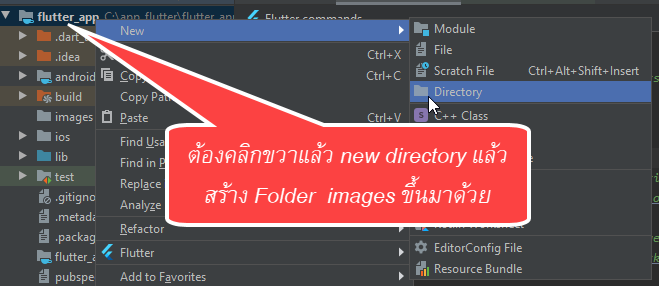 flutter_app C:\app_flutter\flutter_app
Flutter commands
.dart_
.idea
android
build
images
ios
lib
test
.gitigno
.metada
.packag
flutter_a
pubspe
New
Ctrl+X
Copy Ctrl+C
Copy Pat
Paste Ctrl+V
Find Usa
Find in P
Replace
Analyze
Refactor
Flutter
Add to Favorites
Module
File
Scratch File Ctrl+Alt+Shift+Insert
Directory
C++ Class
EditorConfig File
Resource Bundle
ต้องคลิกขวาแล้ว new directory แล้ว
สร้าง Folder images ขึ้นมาด้วย